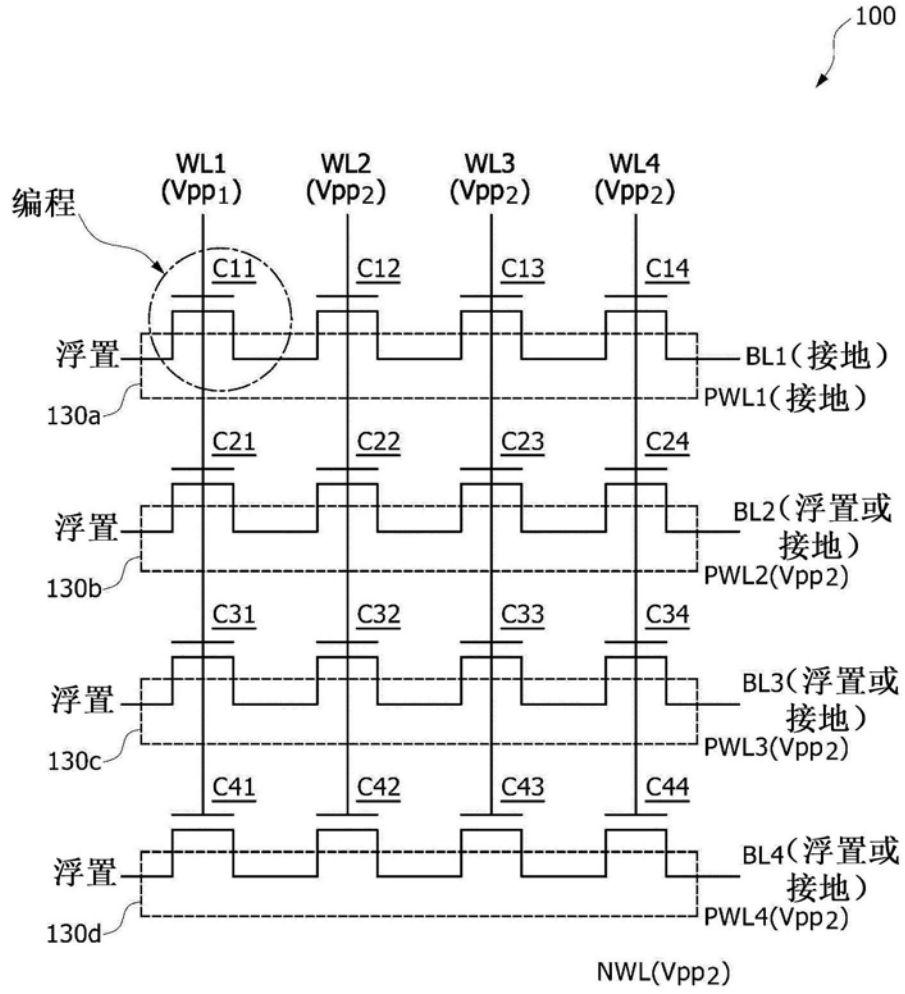 100
WL1 WL2 WL3 WL4
(Vpp1) (Vpp2) (Vpp2) (Vpp2)
编程
C11 C12 C13 C14
浮置 BL1(接地)
130a PWL1(接地)
C21 C22 C23 C24
浮置 BL2(浮置或
接地)
130b PWL2(Vpp2)
C31 C32 C33 C34
浮置 BL3(浮置或
接地)
130c PWL3(Vpp2)
C41 C42 C43 C44
浮置 BL4(浮置或
接地)
130d PWL4(Vpp2)
NWL(Vpp2)